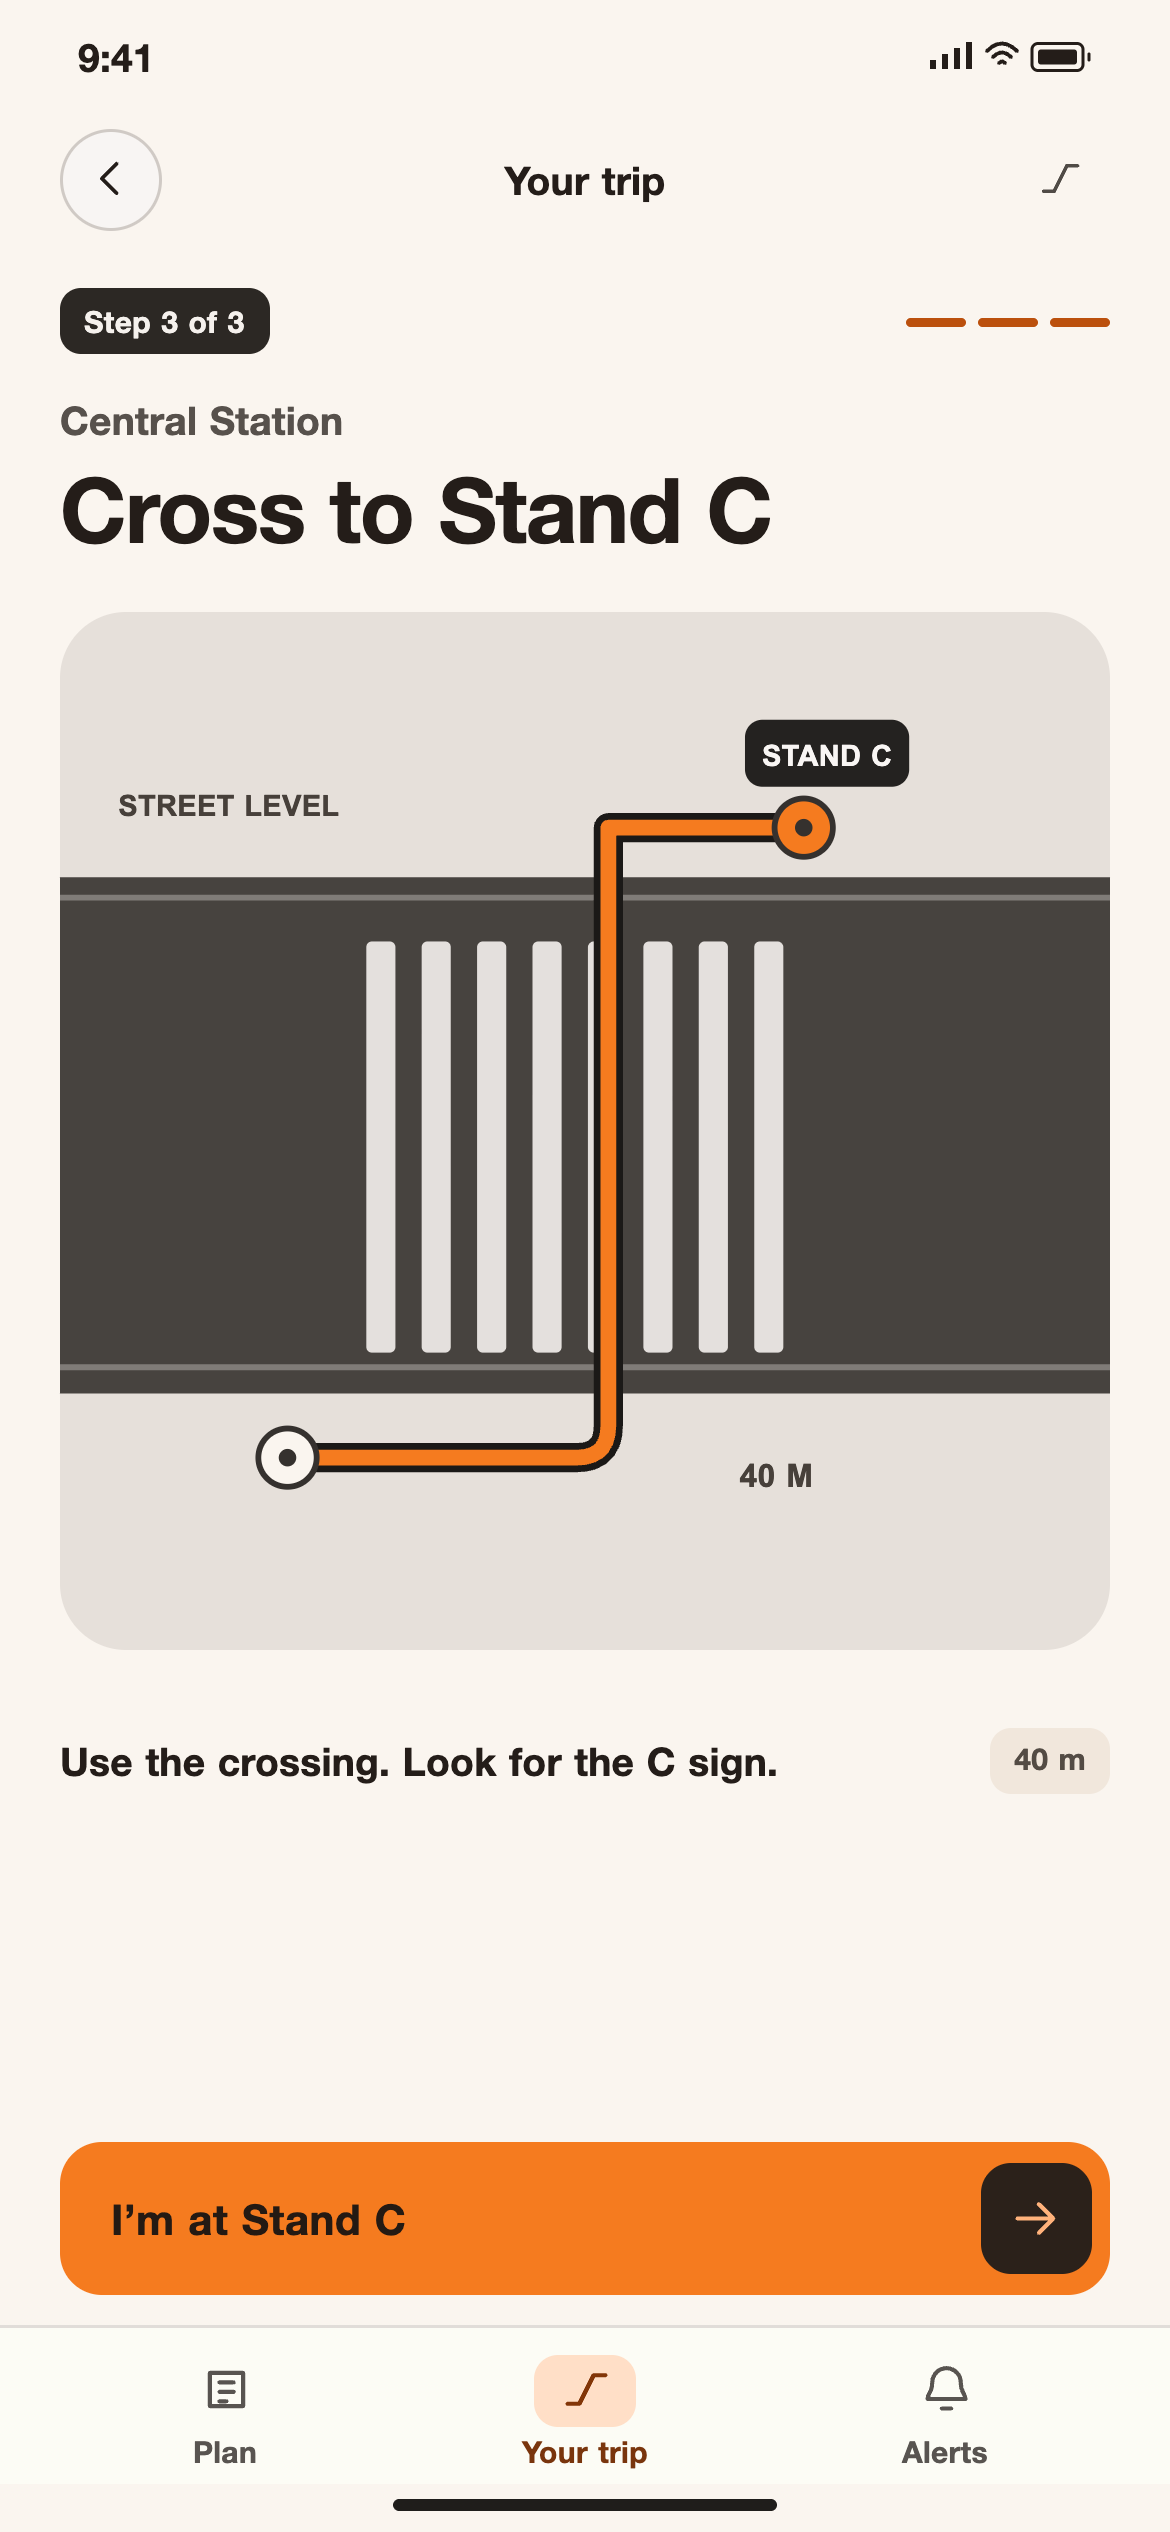 9:41
Your trip
Step 3 of 3
Central Station
Cross to Stand C
STAND C
STREET LEVEL
40 M
Use the crossing. Look for the C sign.
40 m
I’m at Stand C
Plan
Your trip
Alerts